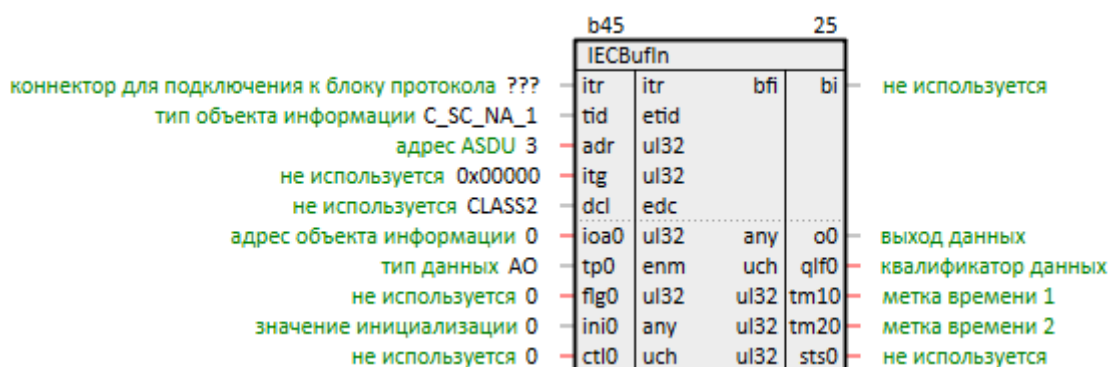 b45 25
IECBufIn
коннектор для подключения к блоку протокола ??? itr itr bfi bi не используется
тип объекта информации C_SC_NA_1 tid etid
адрес ASDU 3 adr ul32
не используется 0x00000 itg ul32
не используется CLASS2 dcl edc
адрес объекта информации 0 ioa0 ul32 any o0 выход данных
тип данных AO tp0 enm uch qlf0 квалификатор данных
не используется 0 flg0 ul32 ul32 tm10 метка времени 1
значение инициализации 0 ini0 any ul32 tm20 метка времени 2
не используется 0 ctl0 uch ul32 sts0 не используется